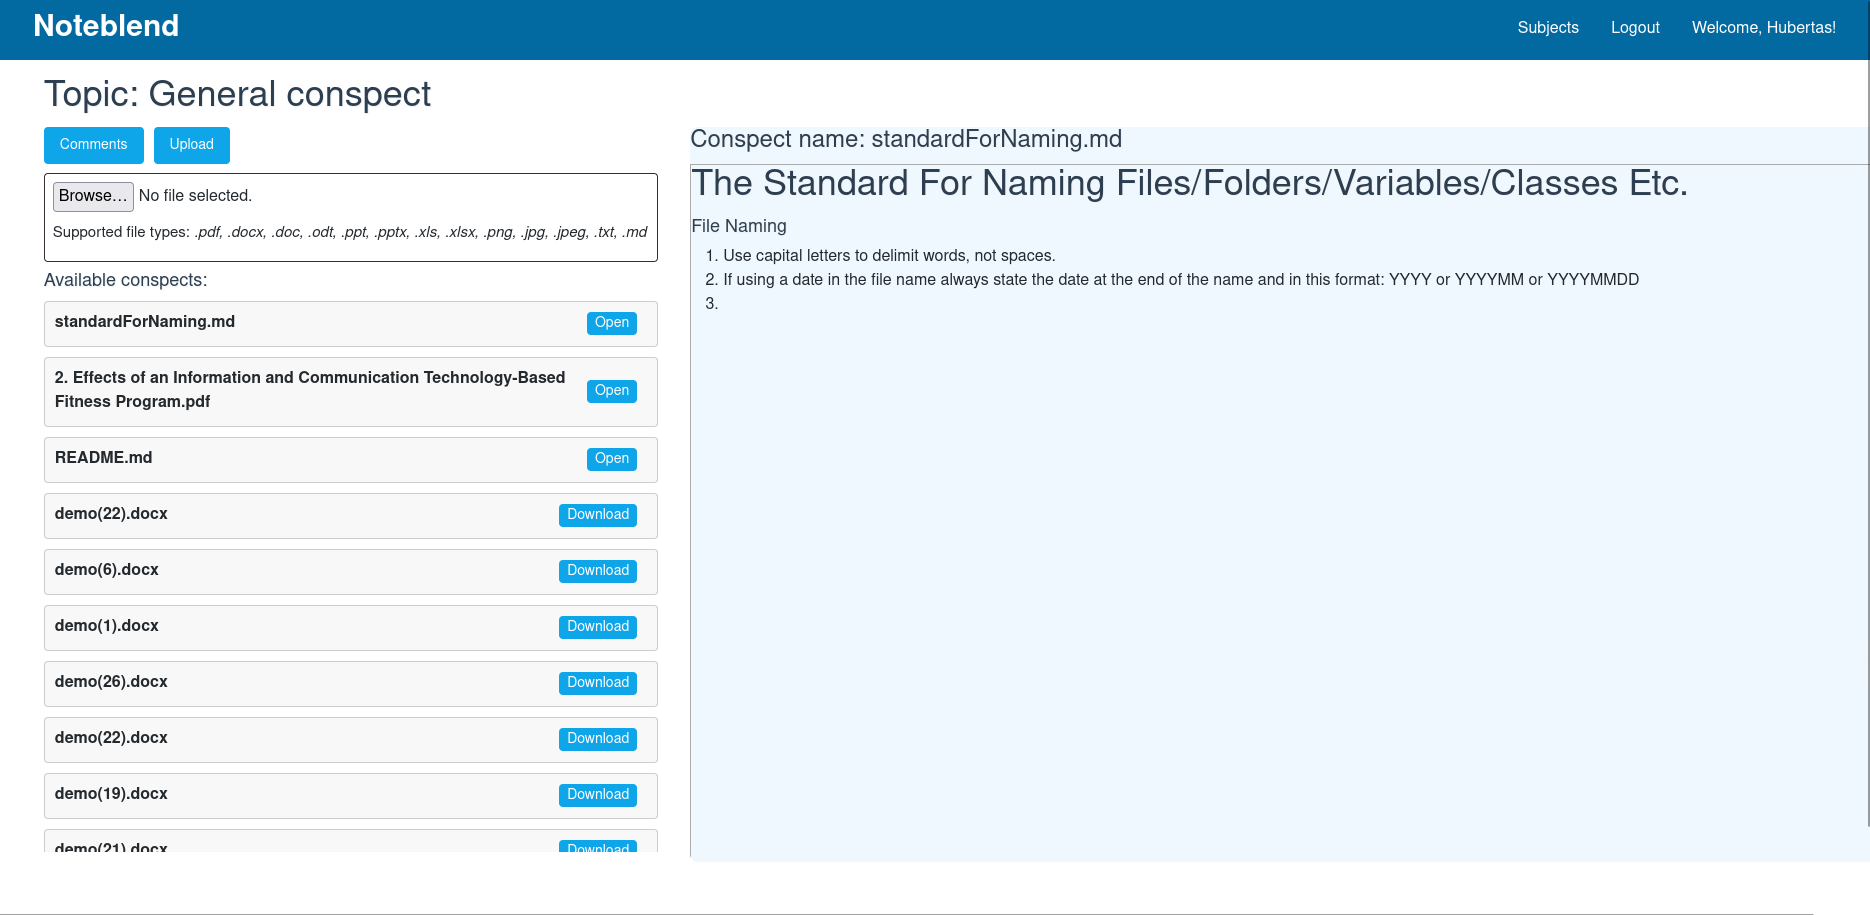 Noteblend
Subjects
Logout
Welcome, Hubertas!
Topic: General conspect
Comments
Upload
Browse...
No file selected.
Supported file types: .pdf, .docx, .doc, .odt, .ppt, .pptx, .xls, .xlsx, .png, .jpg, .jpeg, .txt, .md
Available conspects:
standardForNaming.md
Open
2. Effects of an Information and Communication Technology-Based
Fitness Program.pdf
Open
README.md
Open
demo(22).docx
Download
demo(6).docx
Download
demo(1).docx
Download
demo(26).docx
Download
demo(22).docx
Download
demo(19).docx
Download
demo(21).docx
Download
Conspect name: standardForNaming.md
The Standard For Naming Files/Folders/Variables/Classes Etc.
File Naming
1. Use capital letters to delimit words, not spaces.
2. If using a date in the file name always state the date at the end of the name and in this format: YYYY or YYYYMM or YYYYMMDD
3.